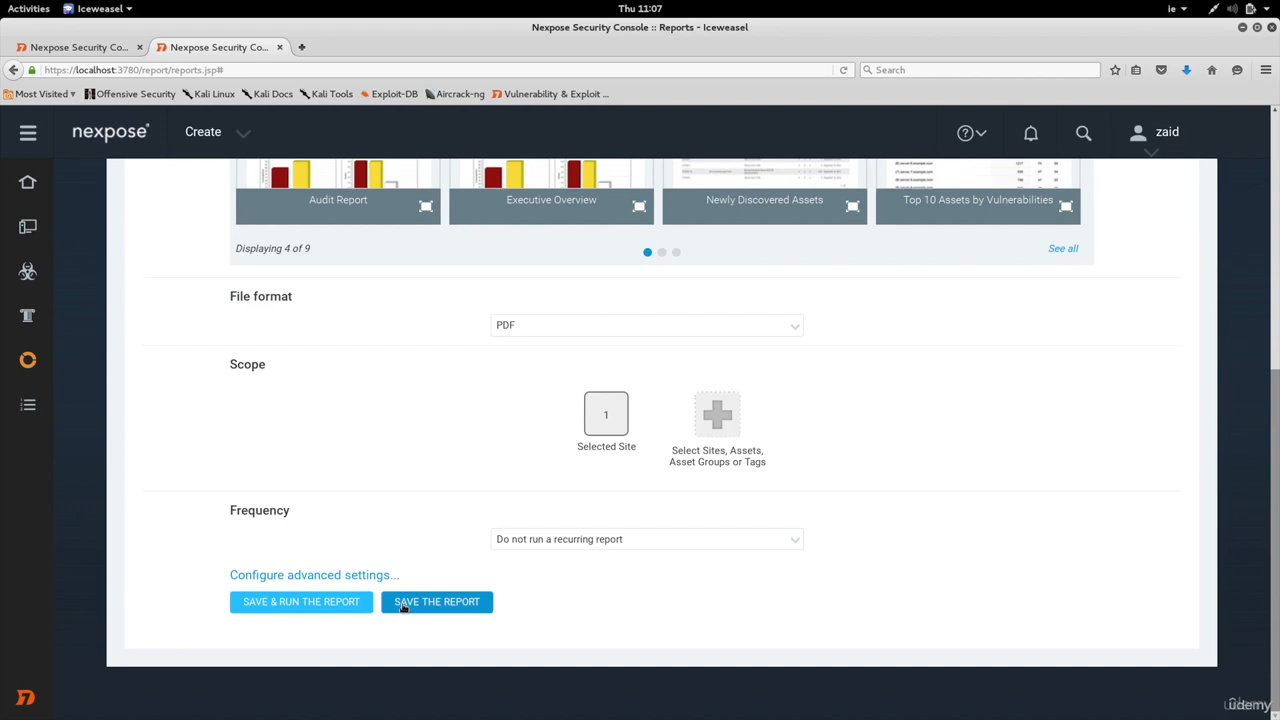 Activities Iceweasel Thu 11:07 ie
Nexpose Security Console :: Reports - Iceweasel
Nexpose Security Co... × Nexpose Security Co... ×
https://localhost:3780/report/reports.jsp# Search
Most Visited Offensive Security Kali Linux Kali Docs Kali Tools Exploit-DB Aircrack-ng Vulnerability & Exploit ...
nexpose Create zaid
Audit Report Executive Overview Newly Discovered Assets Top 10 Assets by Vulnerabilities
Displaying 4 of 9 See all
File format
PDF
Scope
1
Selected Site
Select Sites, Assets,
Asset Groups or Tags
Frequency
Do not run a recurring report
Configure advanced settings...
SAVE & RUN THE REPORT SAVE THE REPORT
ûdemy